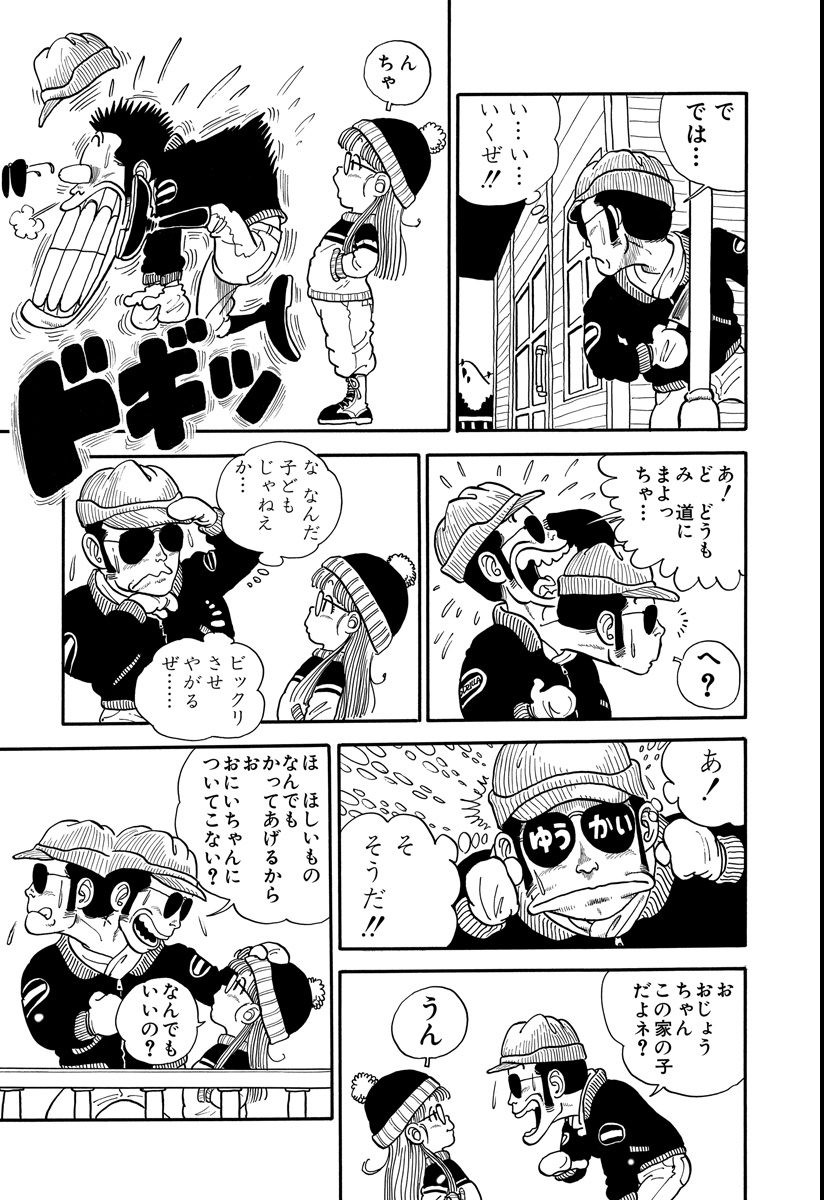 で
では…
い…い…
いくぜ!!
んちゃ
ドギッ
あ!
ど どうも
み 道に
まよっ
ちゃ…
へ?
な なんだ
子ども
じゃねえ
か…
ビックリ
させ
やがる
ぜ……
あ!
ゆうかい
そ
そうだ!!
お
おじょう
ちゃん
この家の子
だよネ?
うん
ほ ほしいもの
なんでも
かってあげるから
お
おにいちゃんに
ついてこない?
なんでも
いいの?